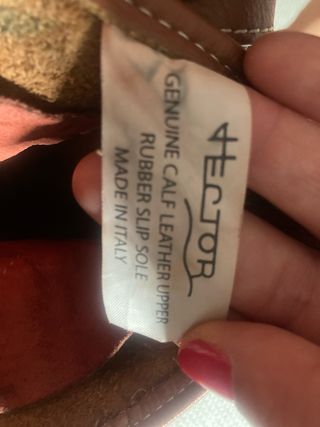 HECTOR
GENUINE CALF LEATHER UPPER
RUBBER SLIP SOLE
MADE IN ITALY